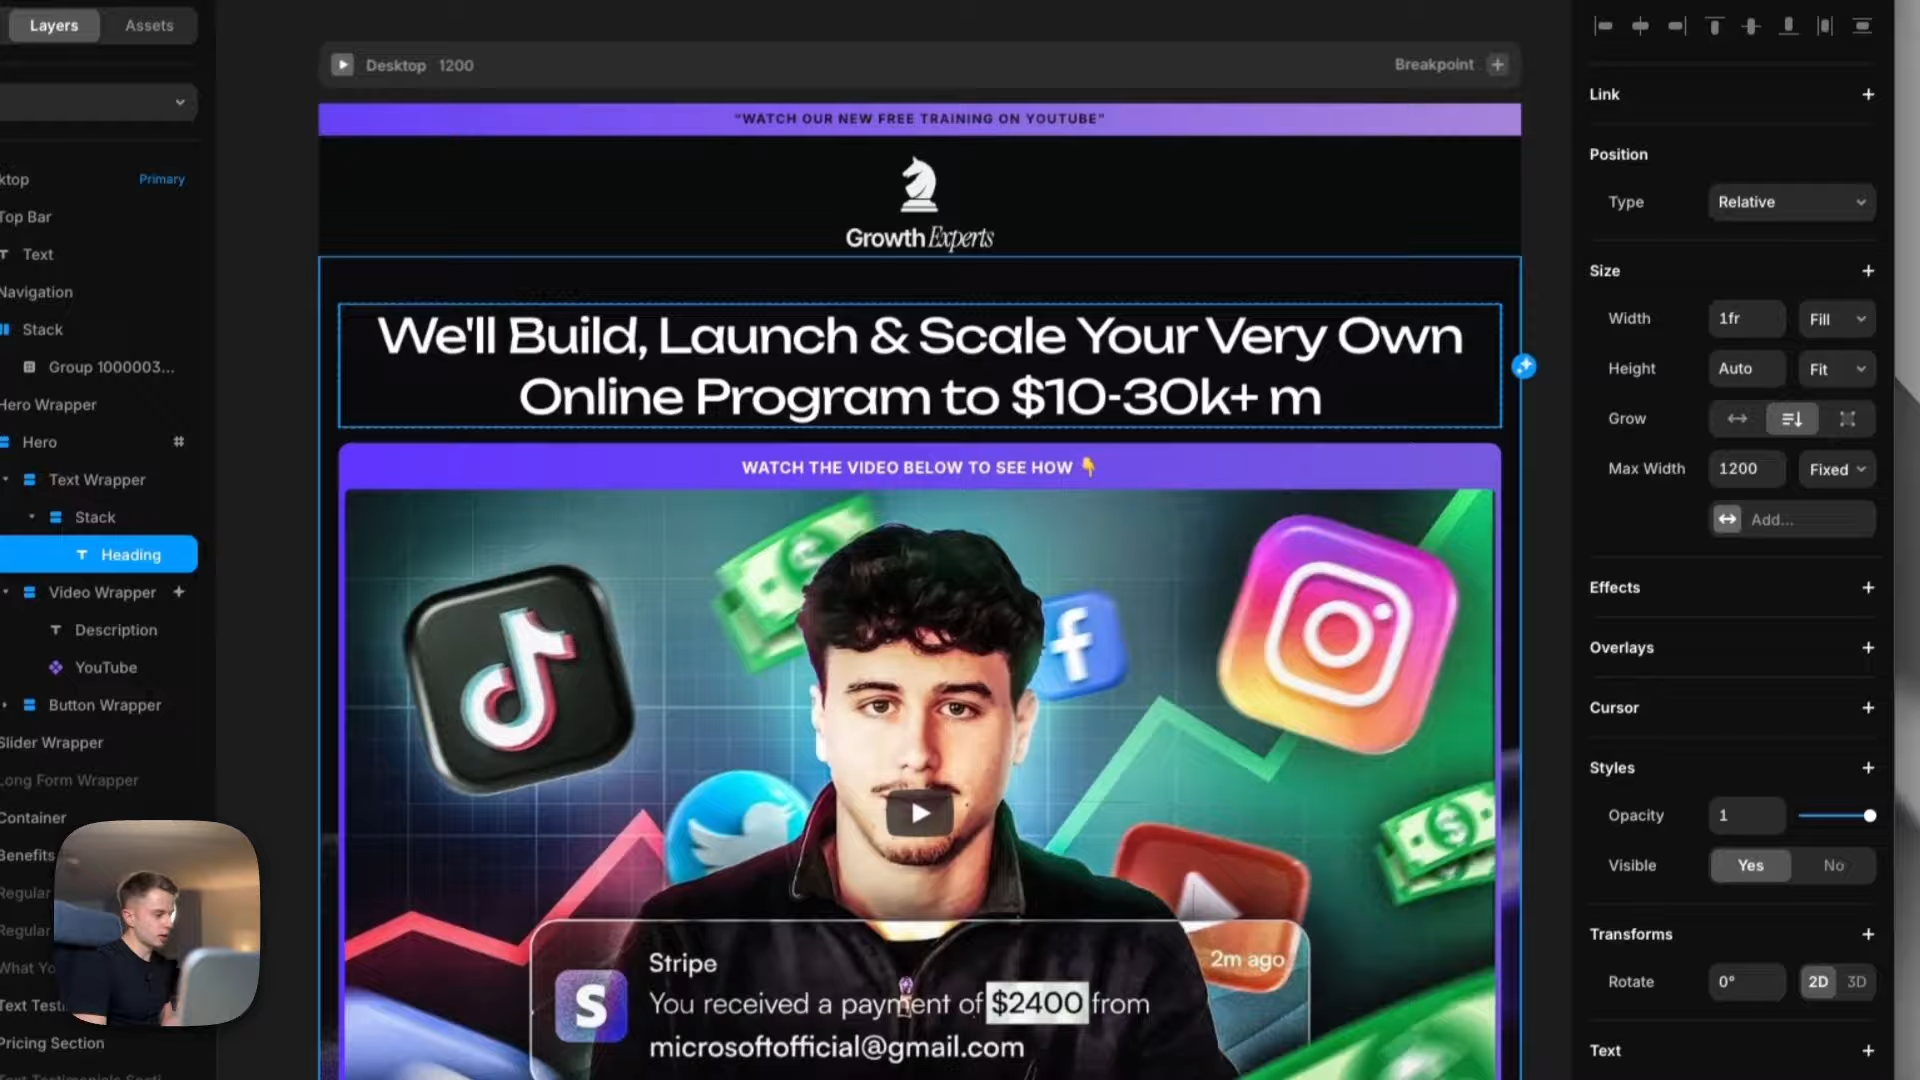 Layers
Assets
ktop
Primary
Top Bar
Text
Navigation
Stack
Group 1000003...
Hero Wrapper
Hero
Text Wrapper
Stack
Heading
Video Wrapper
Description
YouTube
Button Wrapper
Slider Wrapper
Long Form Wrapper
Container
Benefits
Regular
Regular
What Yo
Text Testi
Pricing Section
Desktop 1200
Breakpoint
"WATCH OUR NEW FREE TRAINING ON YOUTUBE"
Growth Experts
We'll Build, Launch & Scale Your Very Own
Online Program to $10-30k+ m
WATCH THE VIDEO BELOW TO SEE HOW 👇
Stripe
2m ago
You received a payment of $2400 from
microsoftofficial@gmail.com
Link
Position
Type
Relative
Size
Width
1fr
Fill
Height
Auto
Fit
Grow
Max Width
1200
Fixed
Add...
Effects
Overlays
Cursor
Styles
Opacity
1
Visible
Yes
No
Transforms
Rotate
0°
2D
3D
Text